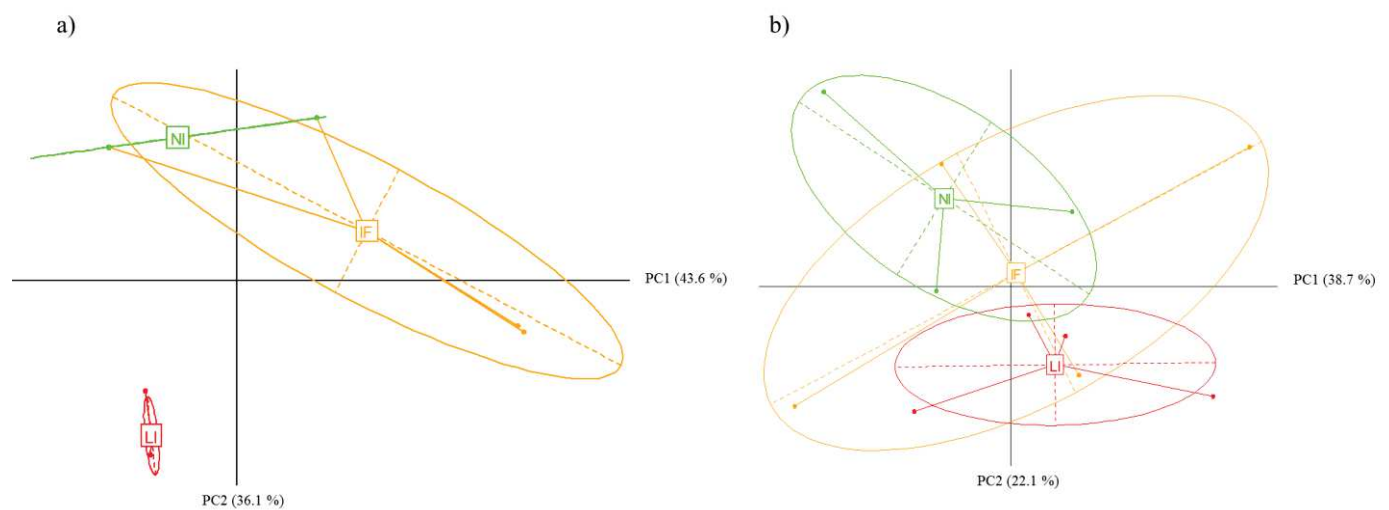 a)
b)
NI
IF
LI
PC1 (43.6 %)
PC2 (36.1 %)
NI
IF
LI
PC1 (38.7 %)
PC2 (22.1 %)